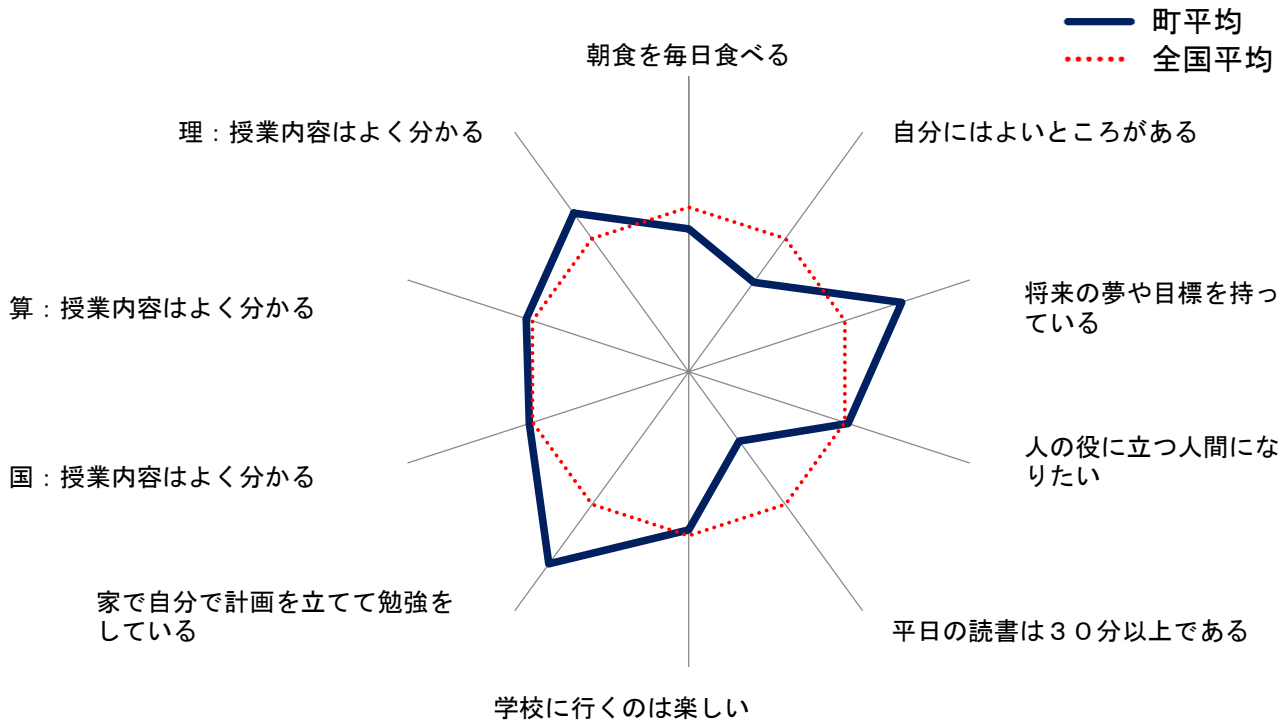 町平均
全国平均
朝食を毎日食べる
自分にはよいところがある
将来の夢や目標を持っ
ている
人の役に立つ人間にな
りたい
平日の読書は３０分以上である
学校に行くのは楽しい
家で自分で計画を立てて勉強を
している
国：授業内容はよく分かる
算：授業内容はよく分かる
理：授業内容はよく分かる